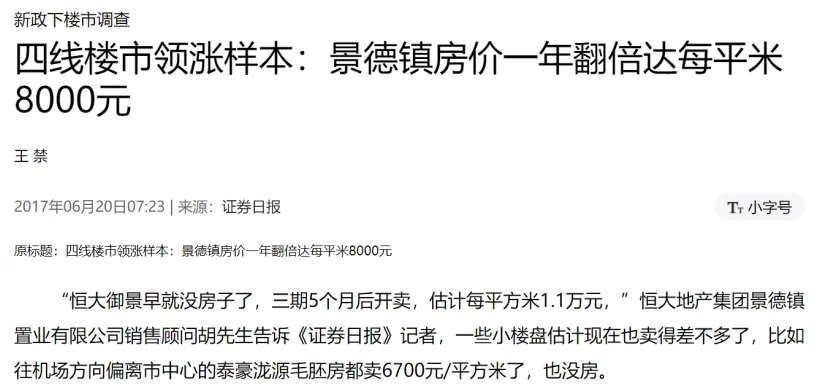 新政下楼市调查
四线楼市领涨样本：景德镇房价一年翻倍达每平米
8000元
王 禁
2017年06月20日07:23 | 来源：证券日报
TT 小字号
原标题：四线楼市领涨样本：景德镇房价一年翻倍达每平米8000元
“恒大御景早就没房子了，三期5个月后开卖，估计每平方米1.1万元，”恒大地产集团景德镇
置业有限公司销售顾问胡先生告诉《证券日报》记者，一些小楼盘估计现在也卖得差不多了，比如
往机场方向偏离市中心的泰豪泷源毛胚房都卖6700元/平方米了，也没房。